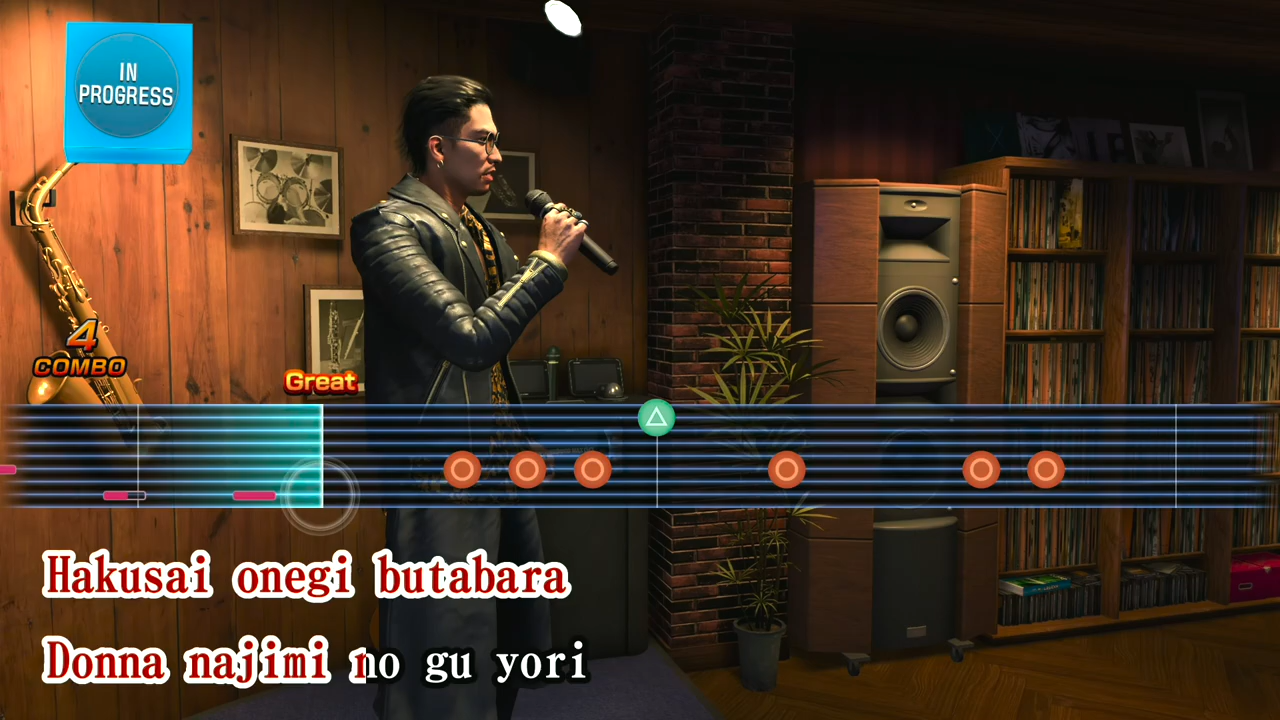 IN
PROGRESS
4
COMBO
Great
Hakusai onegi butabara
Donna najimi no gu yori